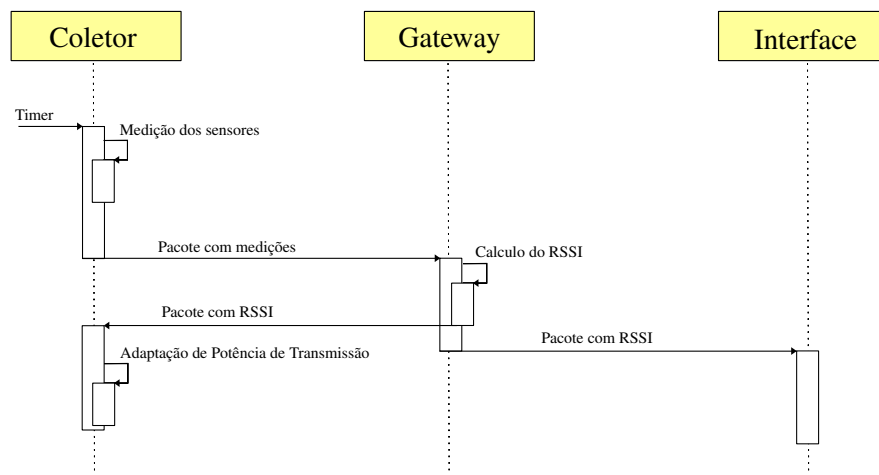 Coletor
Gateway
Interface
Timer
Medição dos sensores
Pacote com medições
Calculo do RSSI
Pacote com RSSI
Pacote com RSSI
Adaptação de Potência de Transmissão